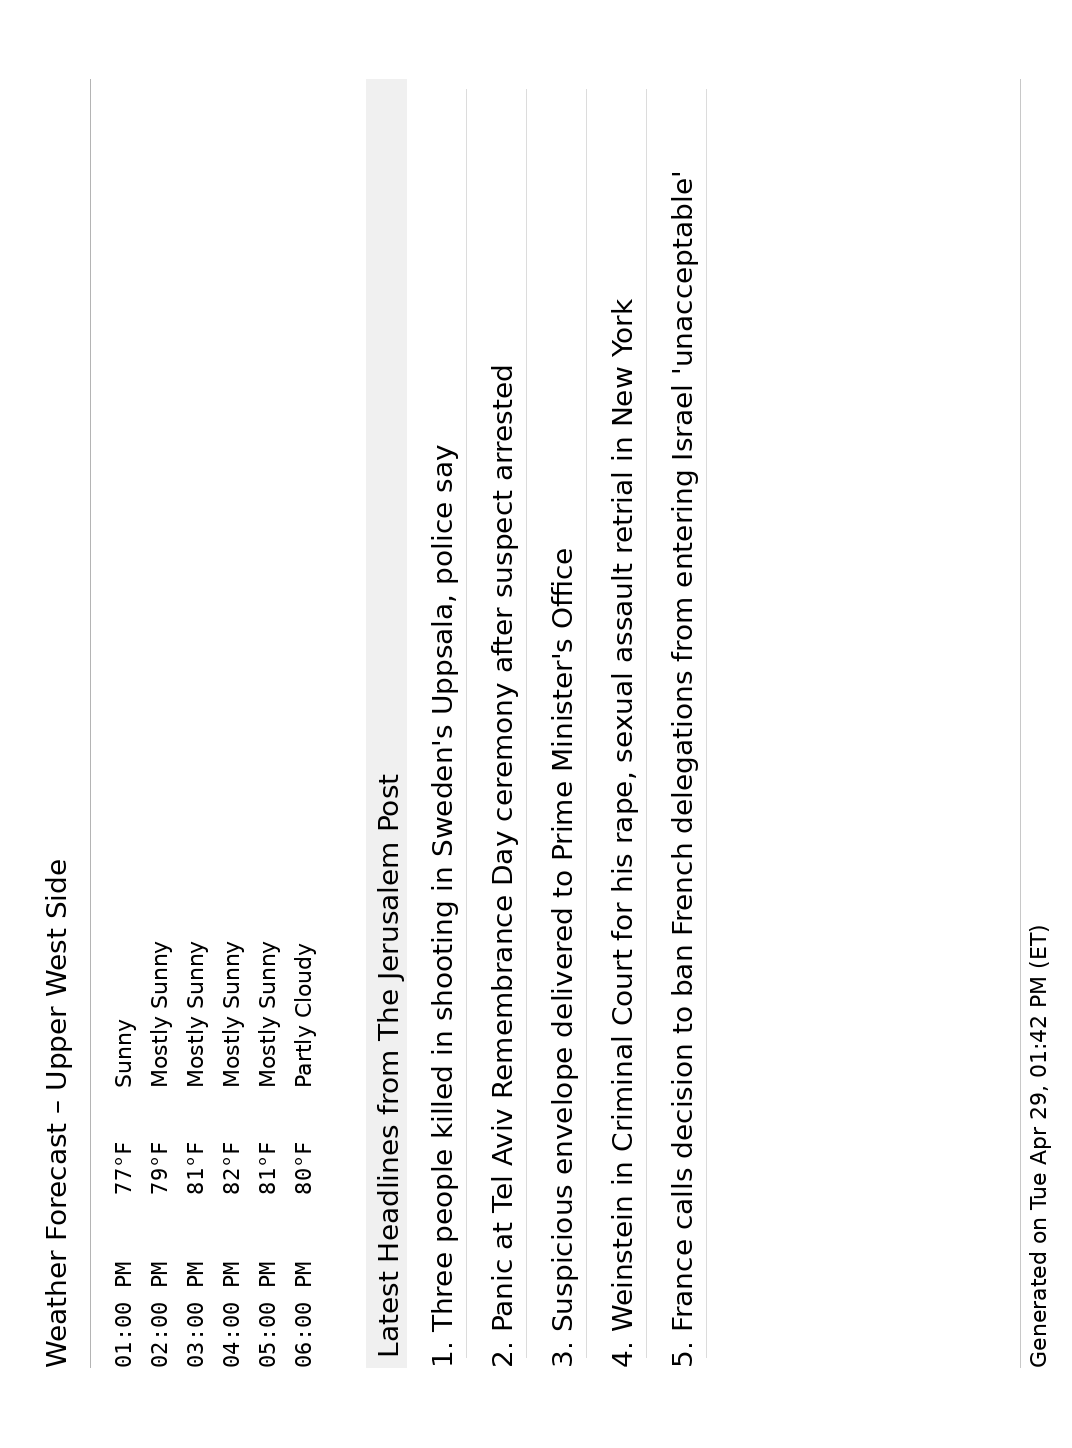 Weather Forecast – Upper West Side
01:00 PM 77°F Sunny
02:00 PM 79°F Mostly Sunny
03:00 PM 81°F Mostly Sunny
04:00 PM 82°F Mostly Sunny
05:00 PM 81°F Mostly Sunny
06:00 PM 80°F Partly Cloudy
Latest Headlines from The Jerusalem Post
1. Three people killed in shooting in Sweden's Uppsala, police say
2. Panic at Tel Aviv Remembrance Day ceremony after suspect arrested
3. Suspicious envelope delivered to Prime Minister's Office
4. Weinstein in Criminal Court for his rape, sexual assault retrial in New York
5. France calls decision to ban French delegations from entering Israel 'unacceptable'
Generated on Tue Apr 29, 01:42 PM (ET)